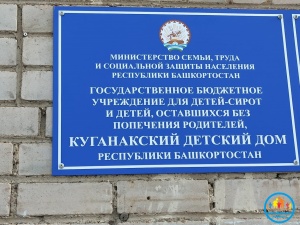 МИНИСТЕРСТВО СЕМЬИ, ТРУДА
И СОЦИАЛЬНОЙ ЗАЩИТЫ НАСЕЛЕНИЯ
РЕСПУБЛИКИ БАШКОРТОСТАН
ГОСУДАРСТВЕННОЕ БЮДЖЕТНОЕ
УЧРЕЖДЕНИЕ ДЛЯ ДЕТЕЙ-СИРОТ
И ДЕТЕЙ, ОСТАВШИХСЯ БЕЗ
ПОПЕЧЕНИЯ РОДИТЕЛЕЙ,
КУГАНАКСКИЙ ДЕТСКИЙ ДОМ
РЕСПУБЛИКИ БАШКОРТОСТАН